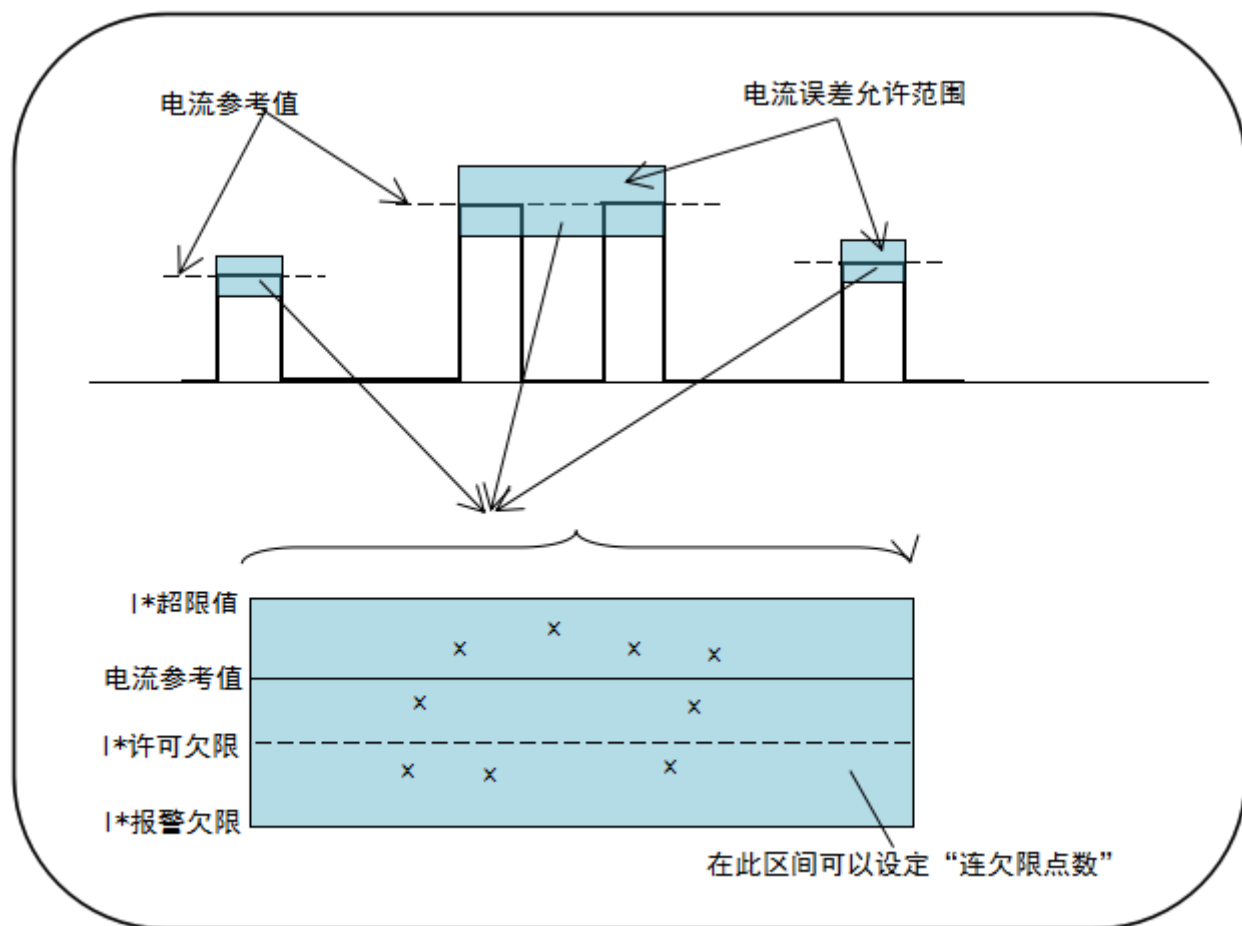 电流参考值
电流误差允许范围
I*超限值
电流参考值
I*许可欠限
I*报警欠限
在此区间可以设定“连欠限点数”